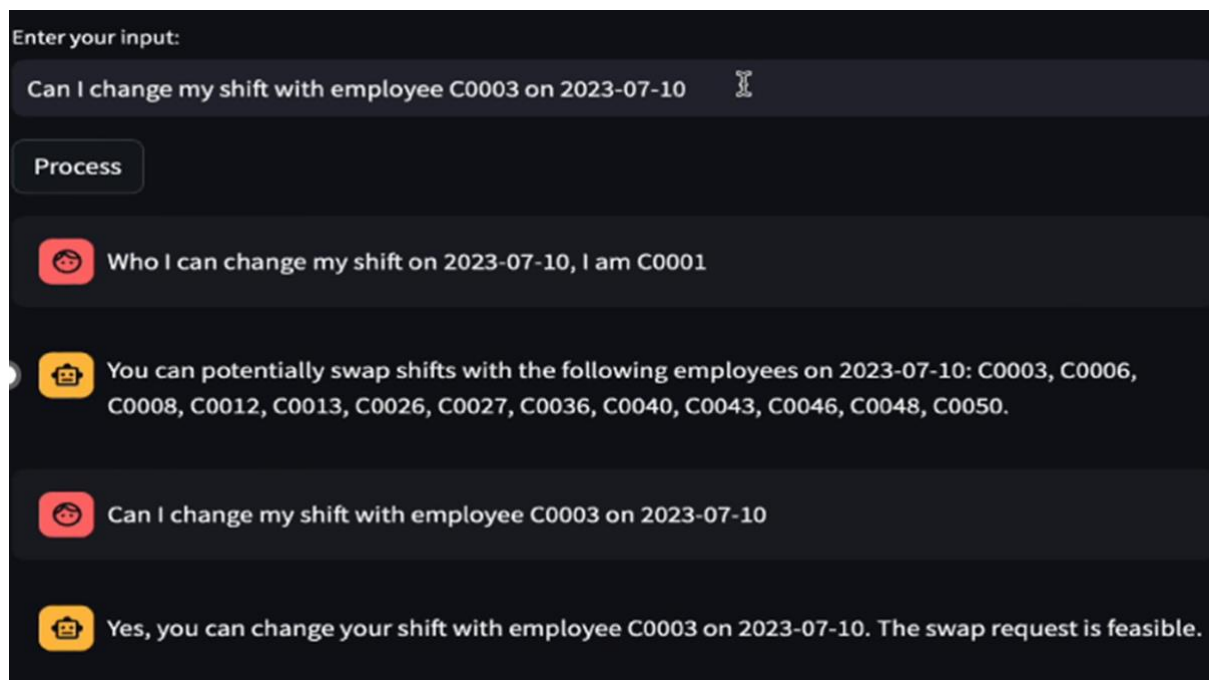 Enter your input:
Can I change my shift with employee C0003 on 2023-07-10
Process
Who I can change my shift on 2023-07-10, I am C0001
You can potentially swap shifts with the following employees on 2023-07-10: C0003, C0006,
C0008, C0012, C0013, C0026, C0027, C0036, C0040, C0043, C0046, C0048, C0050.
Can I change my shift with employee C0003 on 2023-07-10
Yes, you can change your shift with employee C0003 on 2023-07-10. The swap request is feasible.